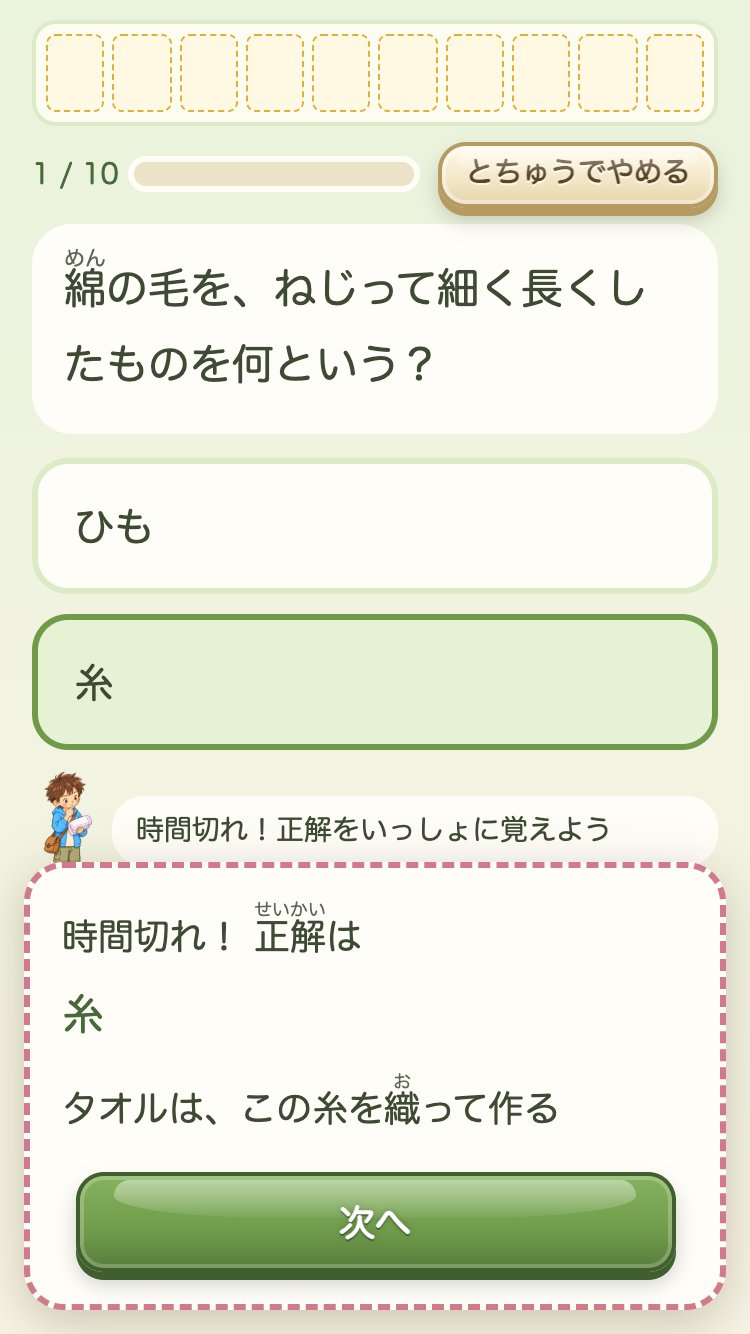 1 / 10
とちゅうでやめる
めん
綿の毛を、ねじって細く長くし
たものを何という？
ひも
糸
時間切れ！正解をいっしょに覚えよう
せいかい
時間切れ！ 正解は
糸
お
タオルは、この糸を織って作る
次へ